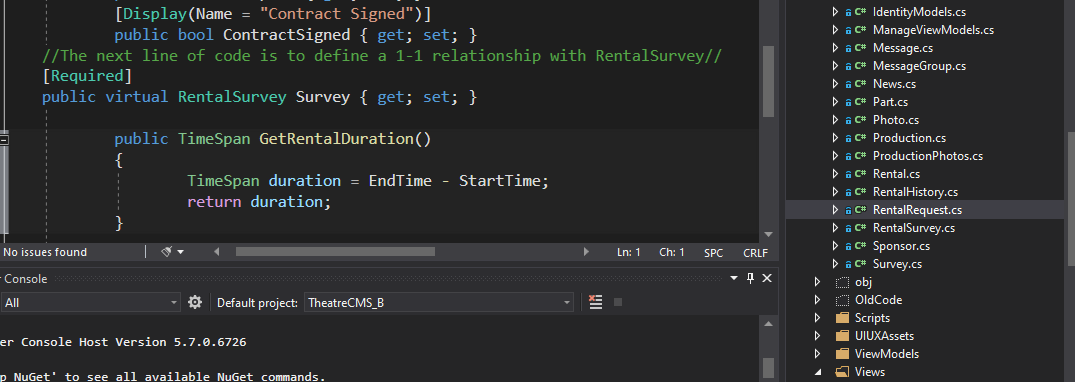 [Display(Name = "Contract Signed")]
public bool ContractSigned { get; set; }
//The next line of code is to define a 1-1 relationship with RentalSurvey//
[Required]
public virtual RentalSurvey Survey { get; set; }
public TimeSpan GetRentalDuration()
{
TimeSpan duration = EndTime - StartTime;
return duration;
}
No issues found
Ln: 1 Ch: 1 SPC CRLF
r Console
All
Default project: TheatreCMS_B
er Console Host Version 5.7.0.6726
p NuGet' to see all available NuGet commands.
C# IdentityModels.cs
C# ManageViewModels.cs
C# Message.cs
C# MessageGroup.cs
C# News.cs
C# Part.cs
C# Photo.cs
C# Production.cs
C# ProductionPhotos.cs
C# Rental.cs
C# RentalHistory.cs
C# RentalRequest.cs
C# RentalSurvey.cs
C# Sponsor.cs
C# Survey.cs
obj
OldCode
Scripts
UIUXAssets
ViewModels
Views